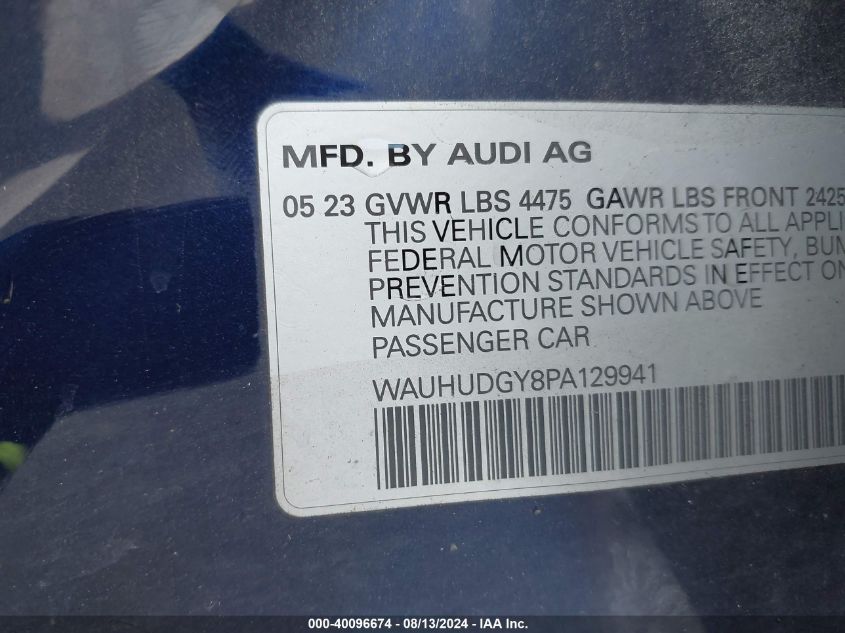 MFD. BY AUDI AG
05 23 GVWR LBS 4475 GAWR LBS FRONT 2425
THIS VEHICLE CONFORMS TO ALL APPLI
FEDERAL MOTOR VEHICLE SAFETY, BUM
PREVENTION STANDARDS IN EFFECT ON
MANUFACTURE SHOWN ABOVE
PASSENGER CAR
WAUHUDGY8PA129941
000-40096674 - 08/13/2024 - IAA Inc.